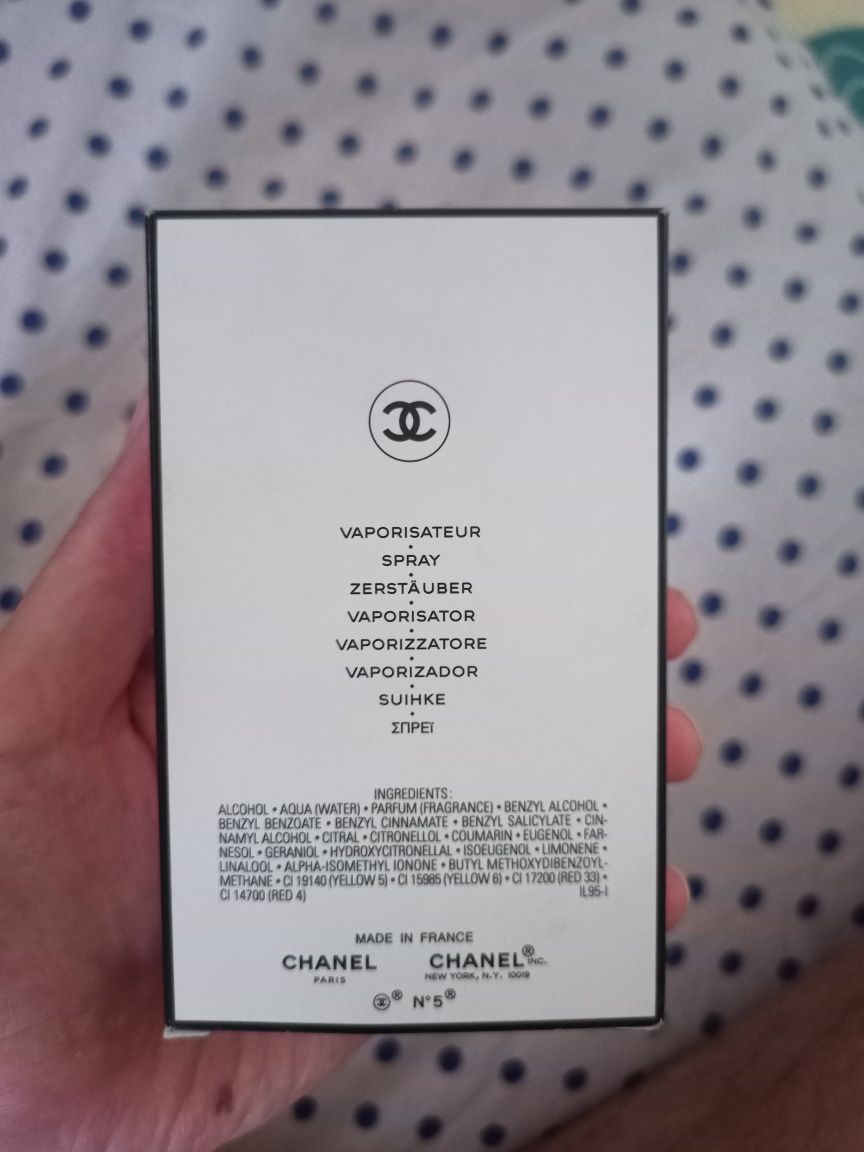 VAPORISATEUR
•
SPRAY
•
ZERSTÄUBER
•
VAPORISATOR
•
VAPORIZZATORE
•
VAPORIZADOR
•
SUIHKE
•
ΣΠΡΕΪ
INGREDIENTS:
ALCOHOL • AQUA (WATER) • PARFUM (FRAGRANCE) • BENZYL ALCOHOL •
BENZYL BENZOATE • BENZYL CINNAMATE • BENZYL SALICYLATE • CIN-
NAMYL ALCOHOL • CITRAL • CITRONELLOL • COUMARIN • EUGENOL • FAR-
NESOL • GERANIOL • HYDROXYCITRONELLAL • ISOEUGENOL • LIMONENE •
LINALOOL • ALPHA-ISOMETHYL IONONE • BUTYL METHOXYDIBENZOYL-
METHANE • CI 19140 (YELLOW 5) • CI 15985 (YELLOW 6) • CI 17200 (RED 33) •
CI 14700 (RED 4) IL95-I
MADE IN FRANCE
CHANEL CHANEL® INC.
PARIS NEW YORK, N.Y. 10019
® N°5®